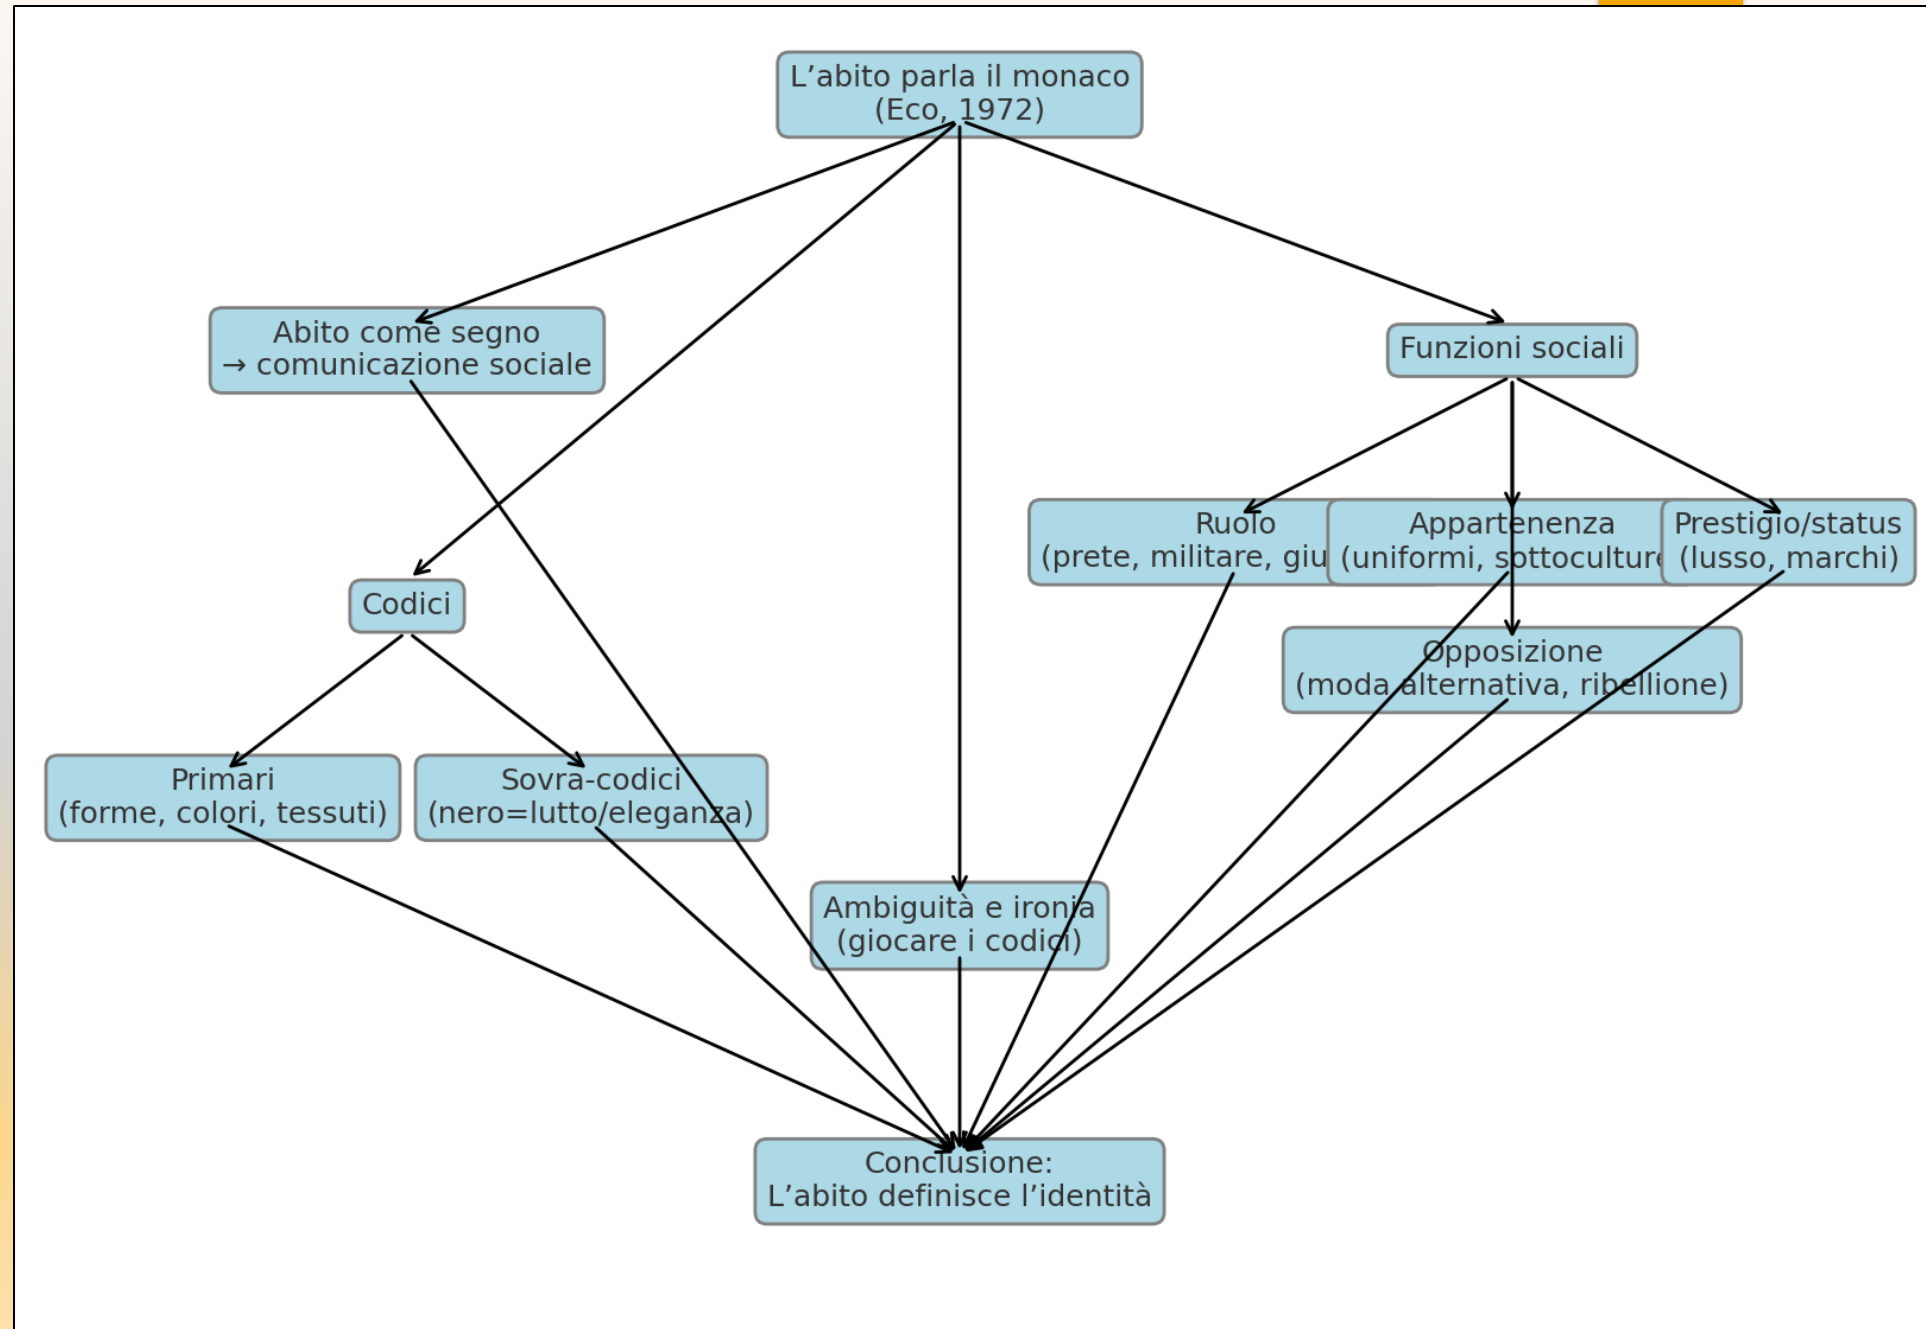 L’abito parla il monaco
(Eco, 1972)
Abito come segno
→ comunicazione sociale
Funzioni sociali
Ruolo
(prete, militare,
Appartenenza
(uniformi, sottoculture
Prestigio/status
(lusso, marchi)
Codici
Opposizione
(moda alternativa, ribellione)
Primari
(forme, colori, tessuti)
Sovra-codici
(nero=lutto/eleganza)
Ambiguità e ironia
(giocare i codici)
Conclusione:
L’abito definisce l’identità